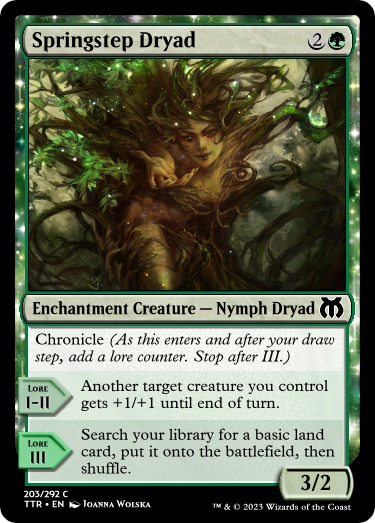 Springstep Dryad 2
Enchantment Creature — Nymph Dryad
Chronicle (As this enters and after your draw
step, add a lore counter. Stop after III.)
LORE
I-II
Another target creature you control
gets +1/+1 until end of turn.
LORE
III
Search your library for a basic land
card, put it onto the battlefield, then
shuffle.
3/2
203/292 C
TTR • EN Joanna Wolska
™ & © 2023 Wizards of the Coast